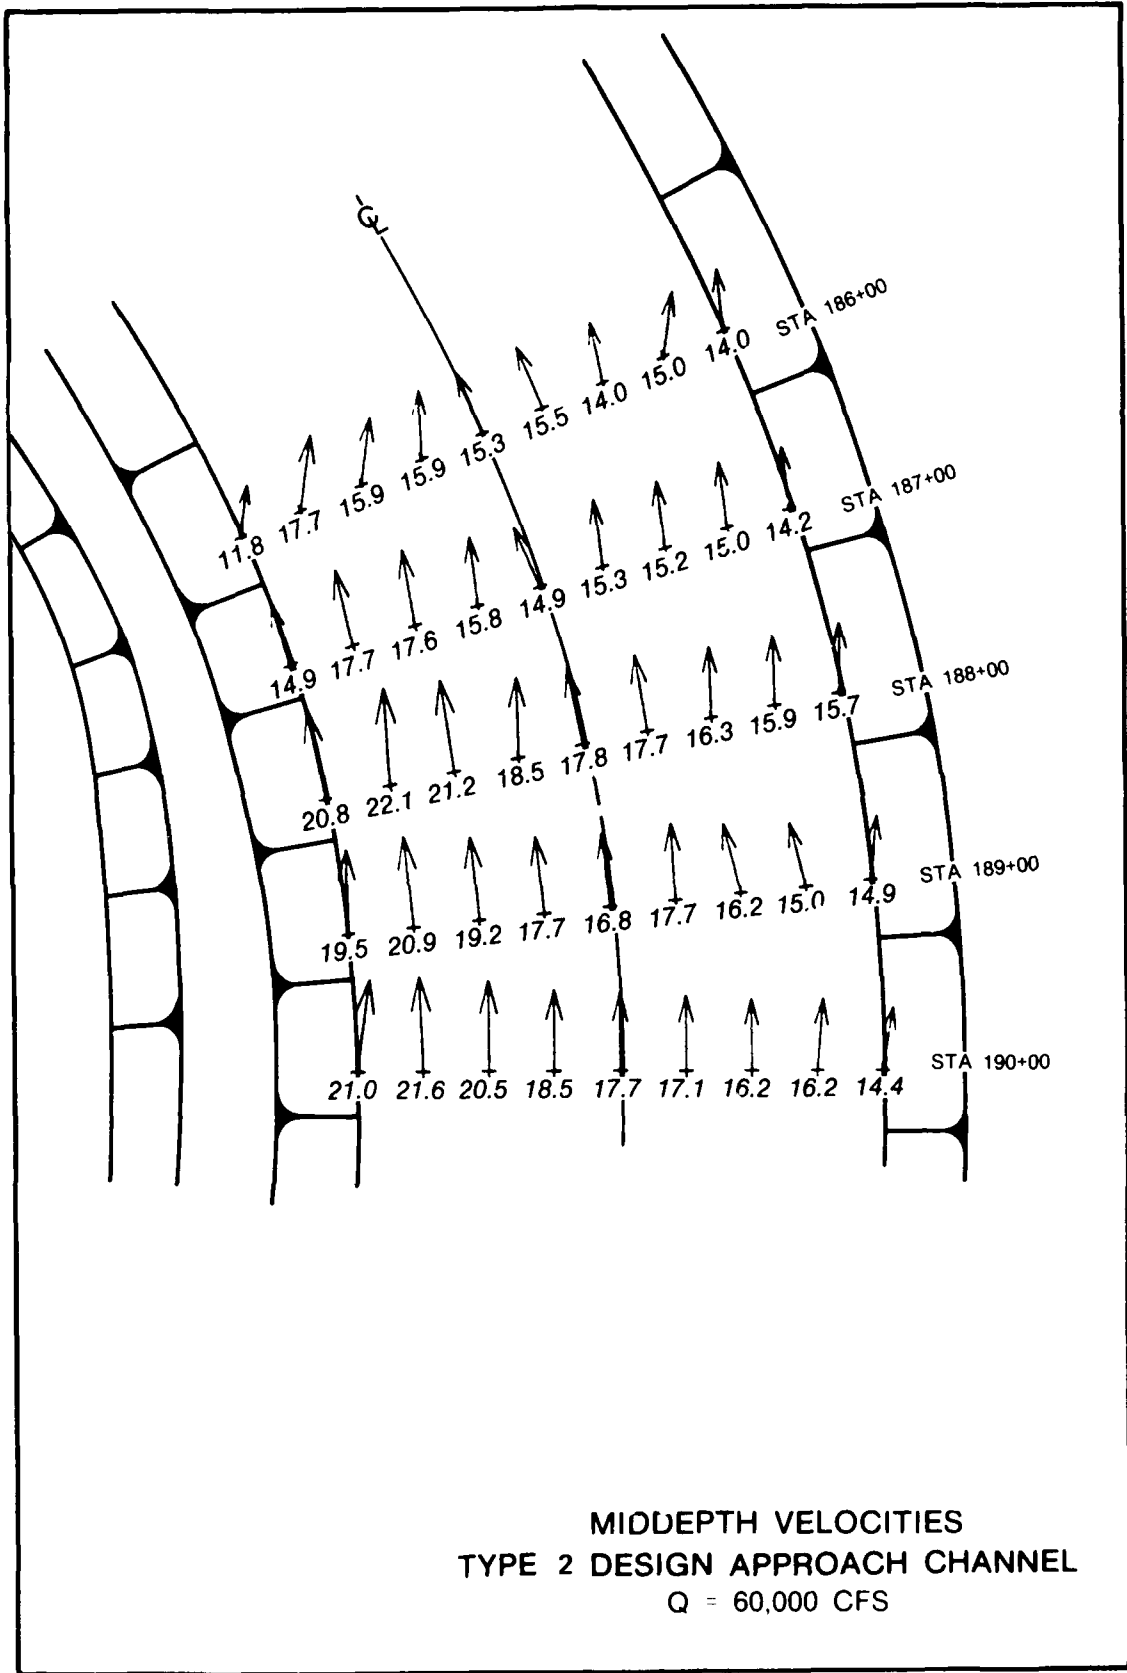 ℄
11.8 17.7 15.9 15.9 15.3 15.5 14.0 15.0 14.0 STA 186+00
14.9 17.7 17.6 15.8 14.9 15.3 15.2 15.0 14.2 STA 187+00
20.8 22.1 21.2 18.5 17.8 17.7 16.3 15.9 15.7 STA 188+00
19.5 20.9 19.2 17.7 16.8 17.7 16.2 15.0 14.9 STA 189+00
21.0 21.6 20.5 18.5 17.7 17.1 16.2 16.2 14.4 STA 190+00
MIDDEPTH VELOCITIES
TYPE 2 DESIGN APPROACH CHANNEL
Q = 60,000 CFS